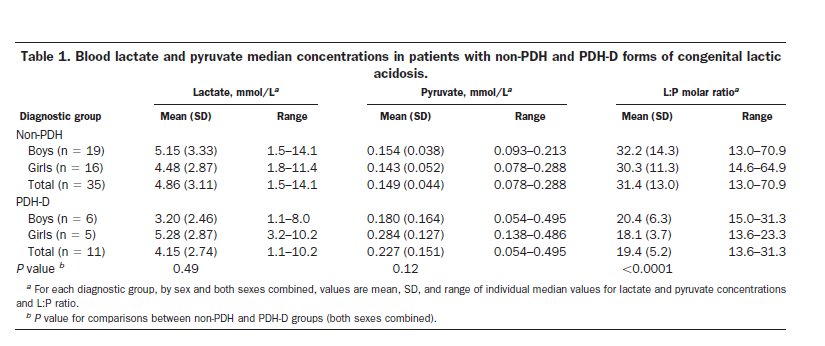 Table 1. Blood lactate and pyruvate median concentrations in patients with non-PDH and PDH-D forms of congenital lactic
acidosis.
Lactate, mmol/Lᵃ Pyruvate, mmol/Lᵃ L:P molar ratioᵃ
Diagnostic group Mean (SD) Range Mean (SD) Range Mean (SD) Range
Non-PDH
Boys (n = 19) 5.15 (3.33) 1.5–14.1 0.154 (0.038) 0.093–0.213 32.2 (14.3) 13.0–70.9
Girls (n = 16) 4.48 (2.87) 1.8–11.4 0.143 (0.052) 0.078–0.288 30.3 (11.3) 14.6–64.9
Total (n = 35) 4.86 (3.11) 1.5–14.1 0.149 (0.044) 0.078–0.288 31.4 (13.0) 13.0–70.9
PDH-D
Boys (n = 6) 3.20 (2.46) 1.1–8.0 0.180 (0.164) 0.054–0.495 20.4 (6.3) 15.0–31.3
Girls (n = 5) 5.28 (2.87) 3.2–10.2 0.284 (0.127) 0.138–0.486 18.1 (3.7) 13.6–23.3
Total (n = 11) 4.15 (2.74) 1.1–10.2 0.227 (0.151) 0.054–0.495 19.4 (5.2) 13.6–31.3
P value ᵇ 0.49 0.12 <0.0001
ᵃ For each diagnostic group, by sex and both sexes combined, values are mean, SD, and range of individual median values for lactate and pyruvate concentrations
and L:P ratio.
ᵇ P value for comparisons between non-PDH and PDH-D groups (both sexes combined).